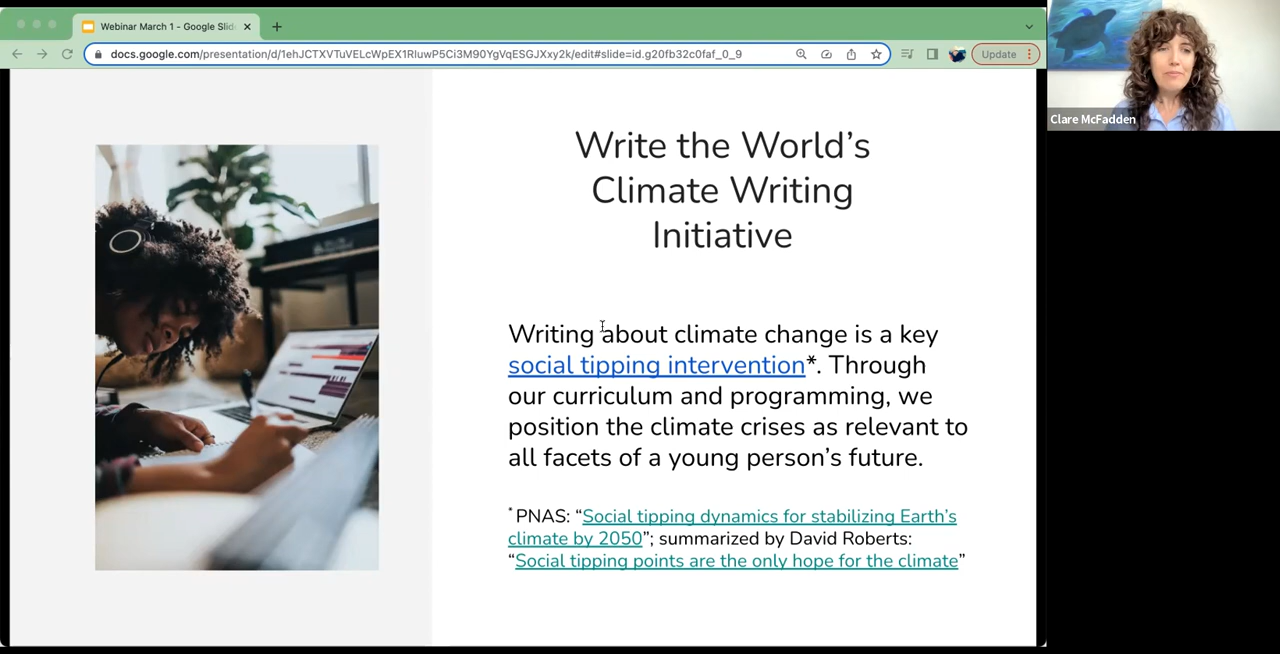 Webinar March 1 - Google Slid
docs.google.com/presentation/d/1ehJCTXVTuVELcWpEX1RluwP5Ci3M90YgVqESGJXxy2k/edit#slide=id.g20fb32c0faf_0_9
Update
Clare McFadden
Write the World’s
Climate Writing
Initiative
Writing about climate change is a key
social tipping intervention*. Through
our curriculum and programming, we
position the climate crises as relevant to
all facets of a young person’s future.
* PNAS: “Social tipping dynamics for stabilizing Earth’s
climate by 2050”; summarized by David Roberts:
“Social tipping points are the only hope for the climate”